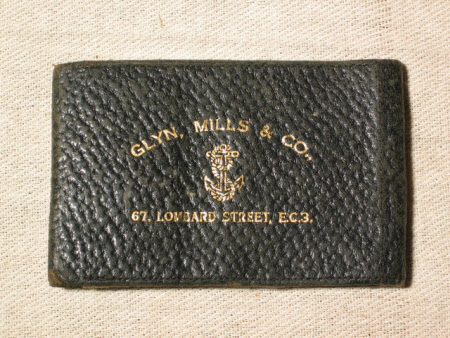 GLYN, MILLS & CO.,
67, LOMBARD STREET, E.C.3.